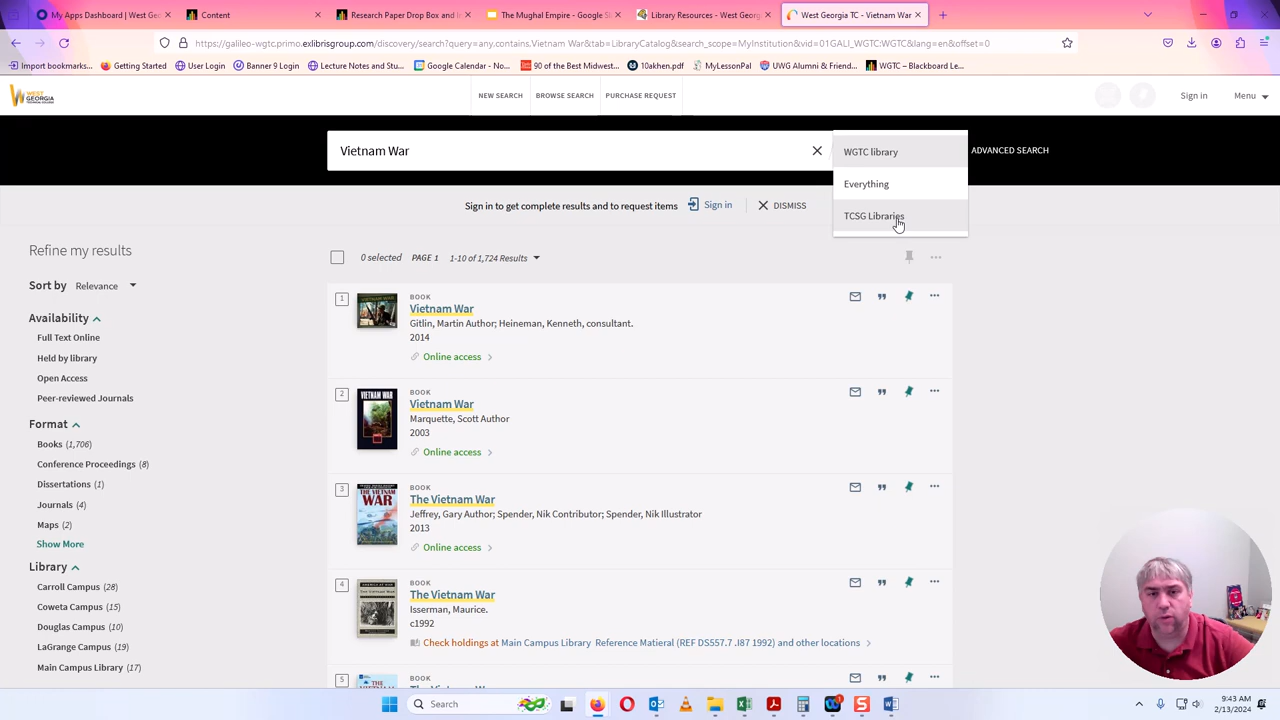 My Apps Dashboard | West Geor
Content
Research Paper Drop Box and I
The Mughal Empire - Google Sl
Library Resources - West Georg
West Georgia TC - Vietnam War
https://galileo-wgtc.primo.exlibrisgroup.com/discovery/search?query=any,contains,Vietnam War&tab=LibraryCatalog&search_scope=MyInstitution&vid=01GALI_WGTC:WGTC&lang=en&offset=0
Import bookmarks...
Getting Started
User Login
Banner 9 Login
Lecture Notes and Stu...
Google Calendar - No...
90 of the Best Midwest...
10akhen.pdf
MyLessonPal
UWG Alumni & Friend...
WGTC – Blackboard Le...
WEST GEORGIA
NEW SEARCH
BROWSE SEARCH
PURCHASE REQUEST
Sign in
Menu
Vietnam War
WGTC library
Everything
TCSG Libraries
ADVANCED SEARCH
Sign in to get complete results and to request items
Sign in
DISMISS
Refine my results
Sort by Relevance
Availability
Full Text Online
Held by library
Open Access
Peer-reviewed Journals
Format
Books (1,706)
Conference Proceedings (8)
Dissertations (1)
Journals (4)
Maps (2)
Show More
Library
Carroll Campus (28)
Coweta Campus (15)
Douglas Campus (10)
LaGrange Campus (19)
Main Campus Library (17)
0 selected PAGE 1 1-10 of 1,724 Results
1
BOOK
Vietnam War
Gitlin, Martin Author; Heineman, Kenneth, consultant.
2014
Online access
2
BOOK
Vietnam War
Marquette, Scott Author
2003
Online access
3
BOOK
The Vietnam War
Jeffrey, Gary Author; Spender, Nik Contributor; Spender, Nik Illustrator
2013
Online access
4
BOOK
The Vietnam War
Isserman, Maurice.
c1992
Check holdings at Main Campus Library Reference Matieral (REF DS557.7 .I87 1992) and other locations
5
BOOK
Search
9:43 AM
2/13/2024